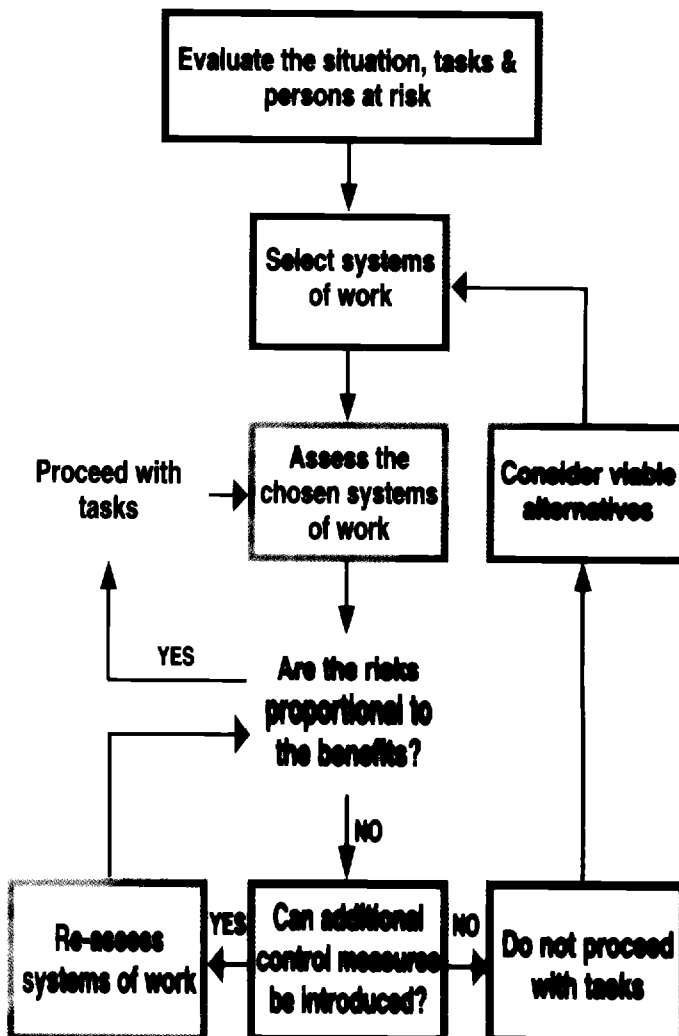 Evaluate the situation, tasks &
persons at risk
Select systems
of work
Assess the
chosen systems
of work
Consider viable
alternatives
Proceed with
tasks
YES
Are the risks
proportional to
the benefits?
NO
Re-assess
systems of work
YES
Can additional
control measures
be introduced?
NO
Do not proceed
with tasks